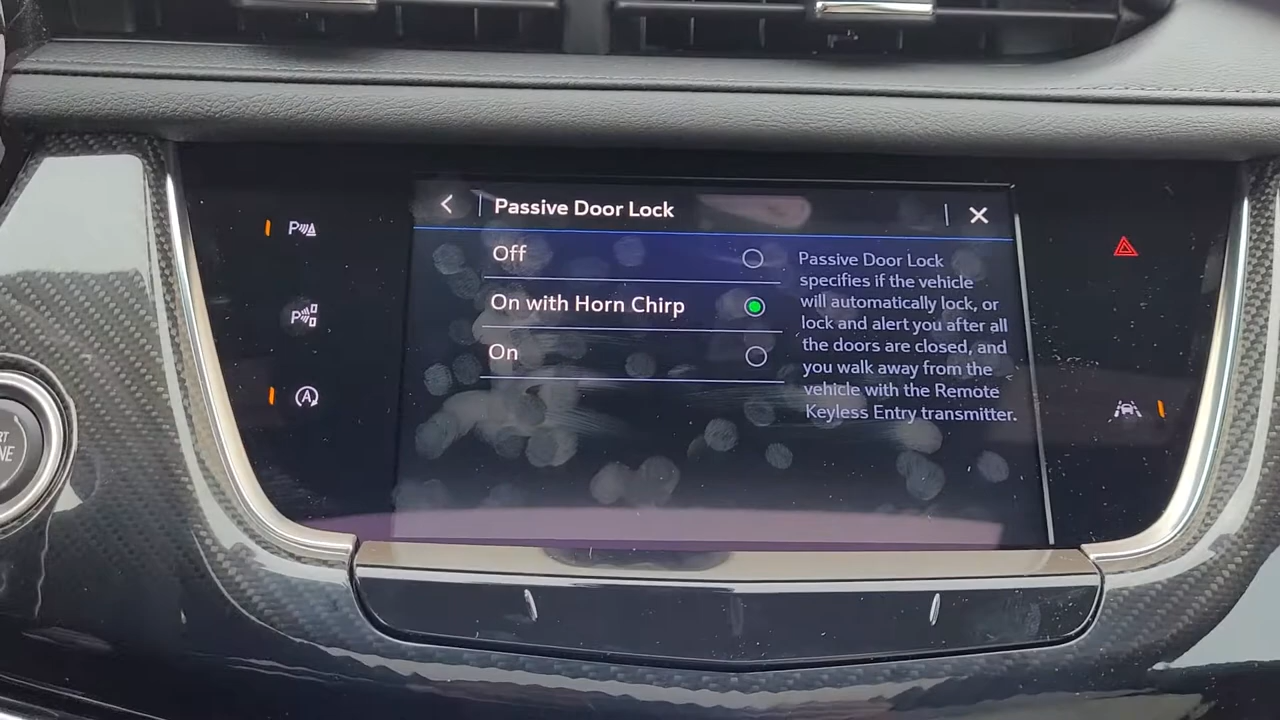 Passive Door Lock
Off
On with Horn Chirp
On
Passive Door Lock
specifies if the vehicle
will automatically lock, or
lock and alert you after all
the doors are closed, and
you walk away from the
vehicle with the Remote
Keyless Entry transmitter.
P
P
A